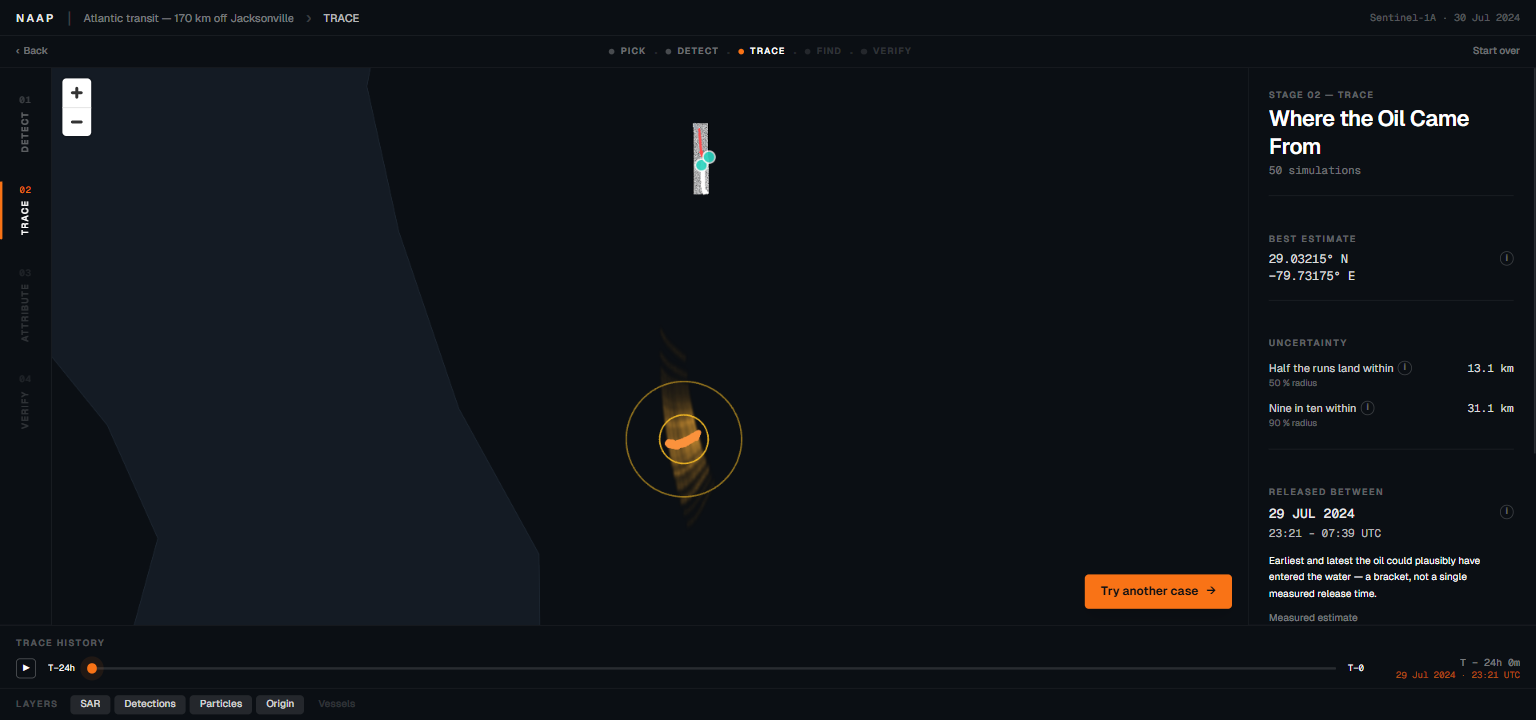 NAAP
Atlantic transit — 170 km off Jacksonville > TRACE
Sentinel-1A · 30 Jul 2024
‹ Back
PICK
DETECT
TRACE
FIND
VERIFY
Start over
01
DETECT
02
TRACE
03
ATTRIBUTE
04
VERIFY
+
−
STAGE 02 — TRACE
Where the Oil Came
From
50 simulations
BEST ESTIMATE
29.03215° N
−79.73175° E
UNCERTAINTY
Half the runs land within
13.1 km
50 % radius
Nine in ten within
31.1 km
90 % radius
RELEASED BETWEEN
29 JUL 2024
23:21 – 07:39 UTC
Earliest and latest the oil could plausibly have
entered the water — a bracket, not a single
measured release time.
Measured estimate
Try another case →
TRACE HISTORY
T−24h
T−0
T − 24h 0m
29 Jul 2024 · 23:21 UTC
LAYERS
SAR
Detections
Particles
Origin
Vessels